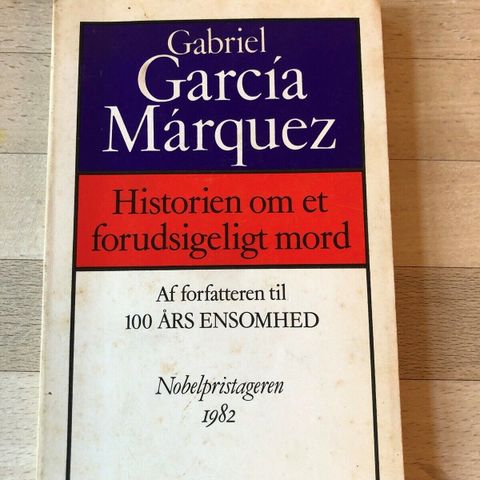 Gabriel
García
Márquez
Historien om et
forudsigeligt mord
Af forfatteren til
100 ÅRS ENSOMHED
Nobelpristageren
1982